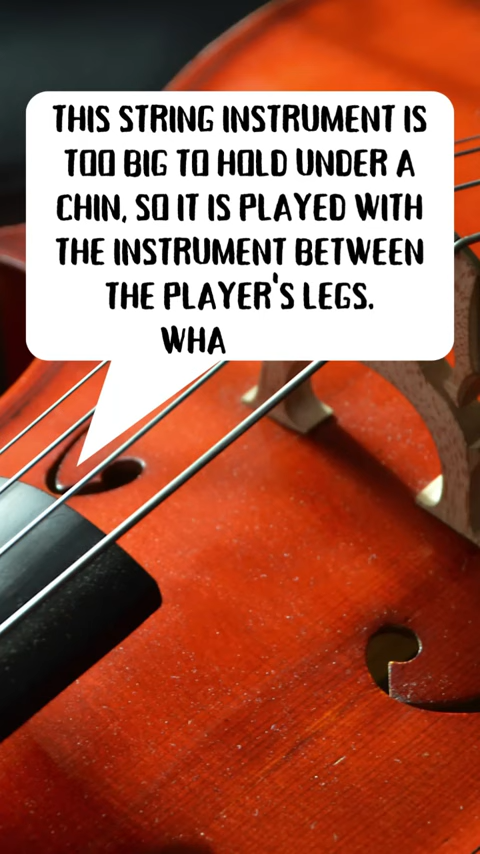 THIS STRING INSTRUMENT IS
TOO BIG TO HOLD UNDER A
CHIN, SO IT IS PLAYED WITH
THE INSTRUMENT BETWEEN
THE PLAYER'S LEGS.
WHA